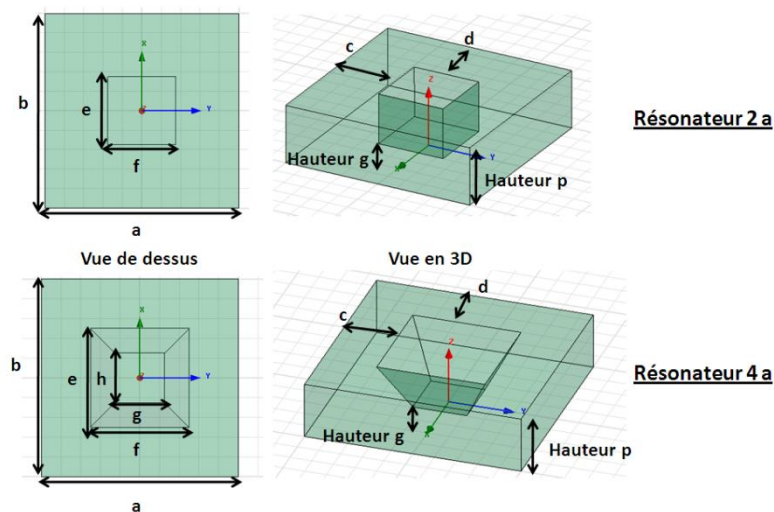 b
e
f
a
X
Y
c
d
Z
Y
X
Hauteur g
Hauteur p
Résonateur 2 a
Vue de dessus
Vue en 3D
b
e
h
g
f
a
X
Y
c
d
Z
Y
X
Hauteur g
Hauteur p
Résonateur 4 a